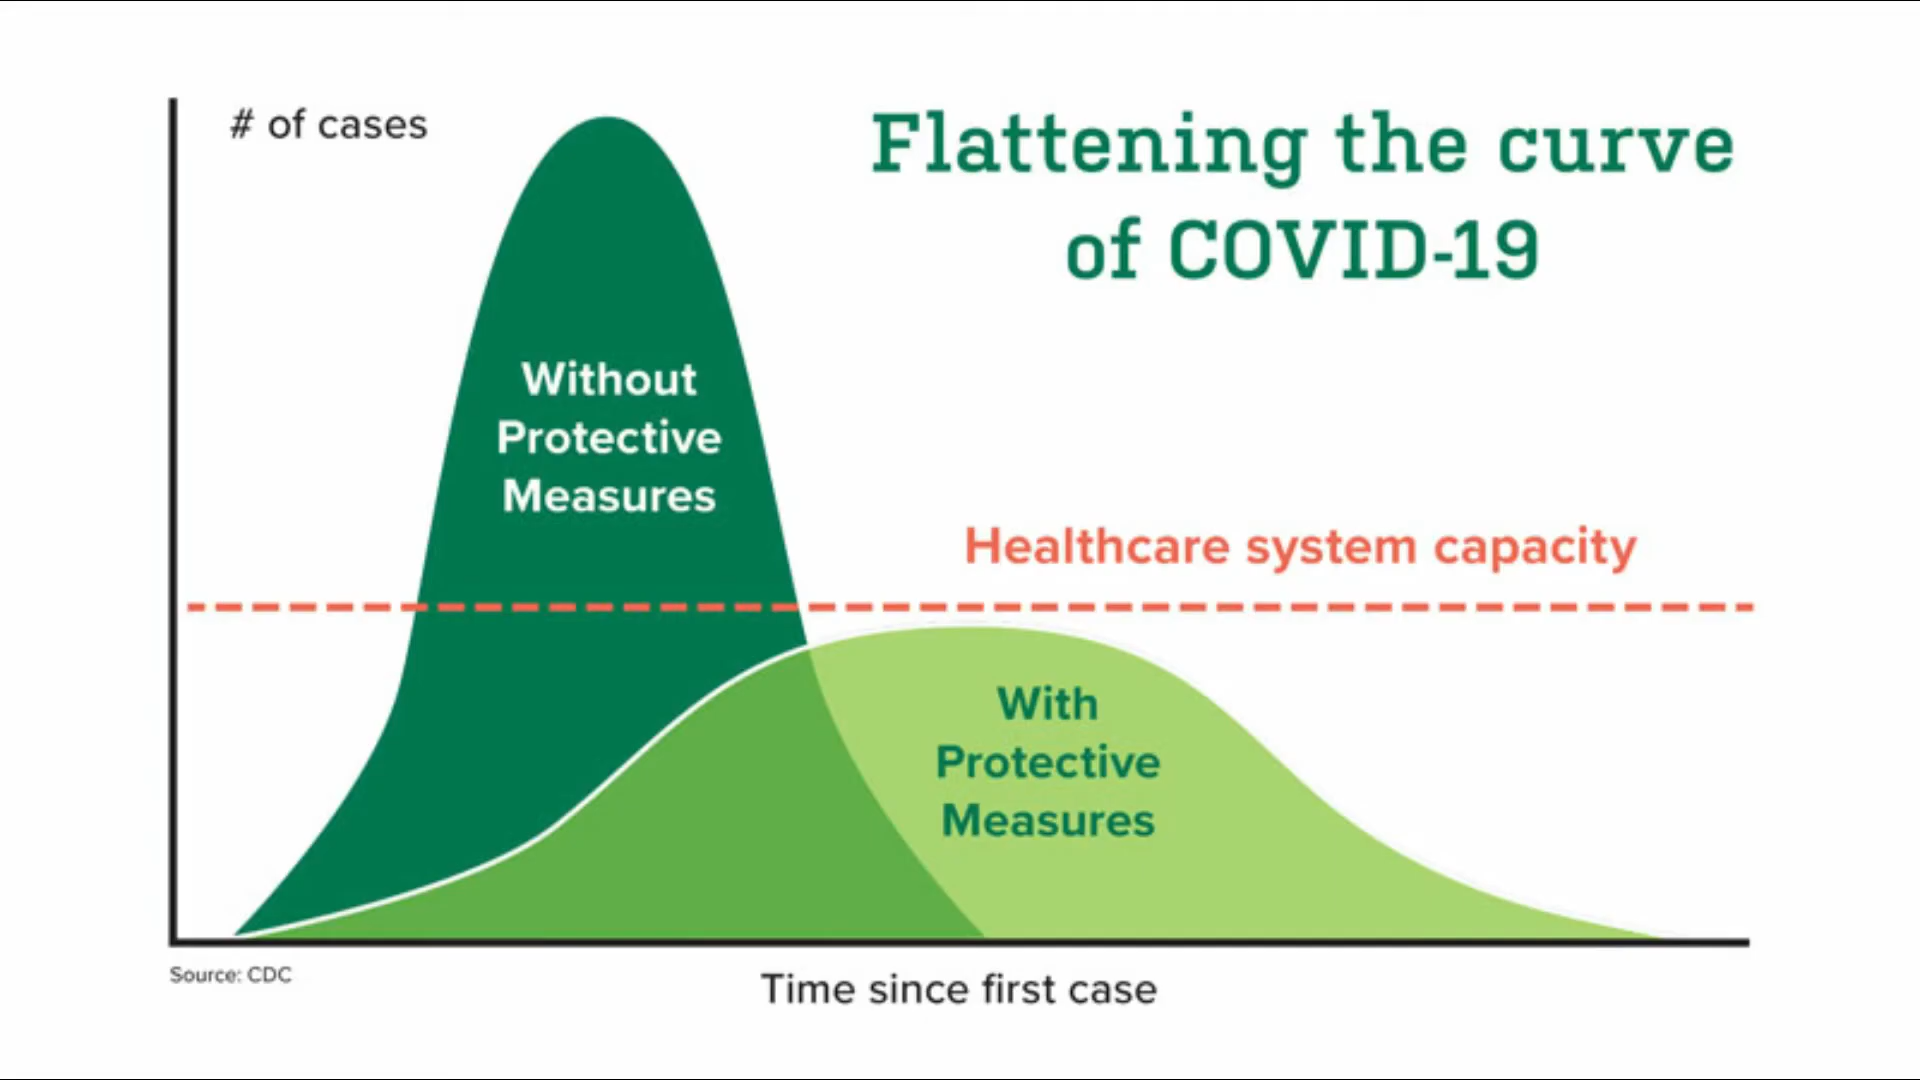 # of cases
Flattening the curve
of COVID-19
Without
Protective
Measures
Healthcare system capacity
With
Protective
Measures
Source: CDC
Time since first case